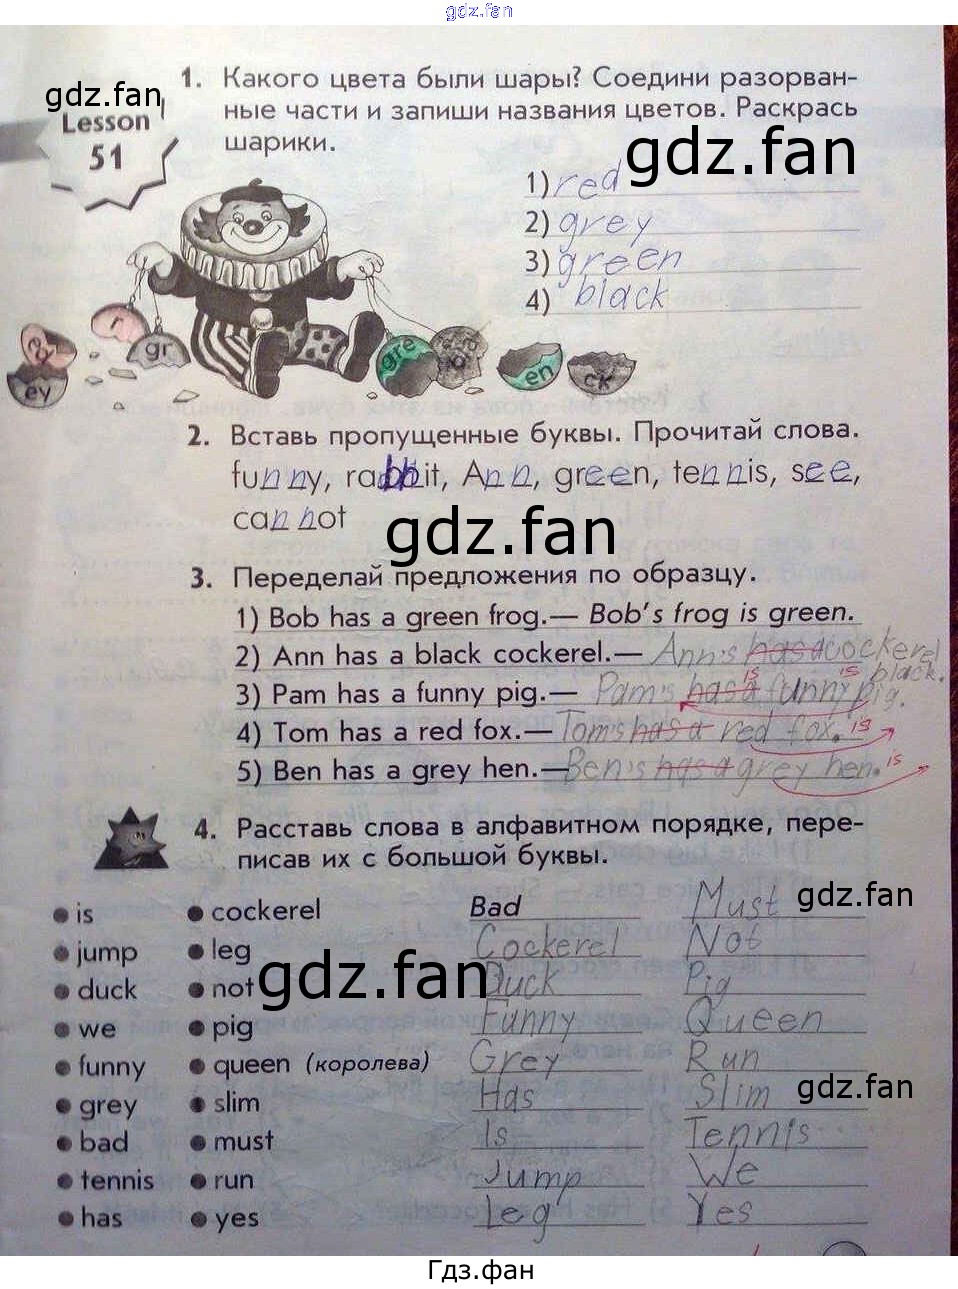 gdz.fan
1. Какого цвета были шары? Соедини разорван-
ные части и запиши названия цветов. Раскрась
шарики.
gdz.fan
Lesson
51
gdz.fan
1) red
2) grey
3) green
4) black
r
gr
ey
gre
en
ck
2. Вставь пропущенные буквы. Прочитай слова.
funny, rabbit, Ann, green, tennis, see,
cannot
gdz.fan
3. Переделай предложения по образцу.
1) Bob has a green frog.— Bob's frog is green.
2) Ann has a black cockerel.— Ann's has a cockerel
is black.
3) Pam has a funny pig.— Pam's has a funny pig.
is
4) Tom has a red fox.— Tom's has a red fox. is
5) Ben has a grey hen.— Ben's has a grey hen. is
4. Расставь слова в алфавитном порядке, пере-
писав их с большой буквы.
gdz.fan
is cockerel Bad Must
jump leg Cockerel Not
gdz.fan
duck not Duck Pig
we pig Funny Queen
funny queen (королева) Grey Run
grey slim Has Slim
gdz.fan
bad must Is Tennis
tennis run Jump We
has yes Leg Yes
Гдз.фан